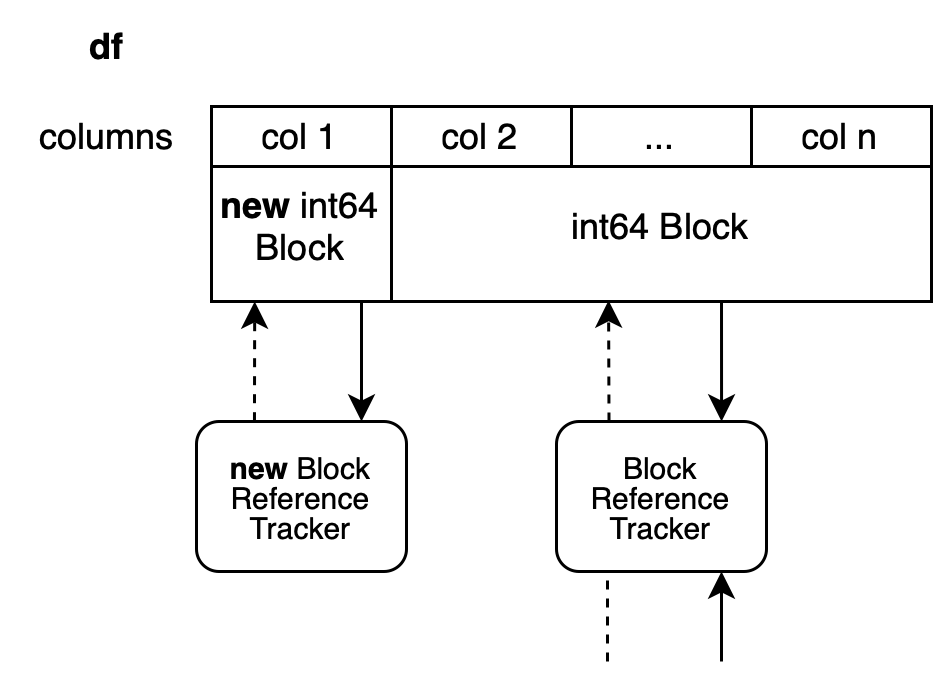 df
columns
col 1
col 2
...
col n
new int64
Block
int64 Block
new Block
Reference
Tracker
Block
Reference
Tracker